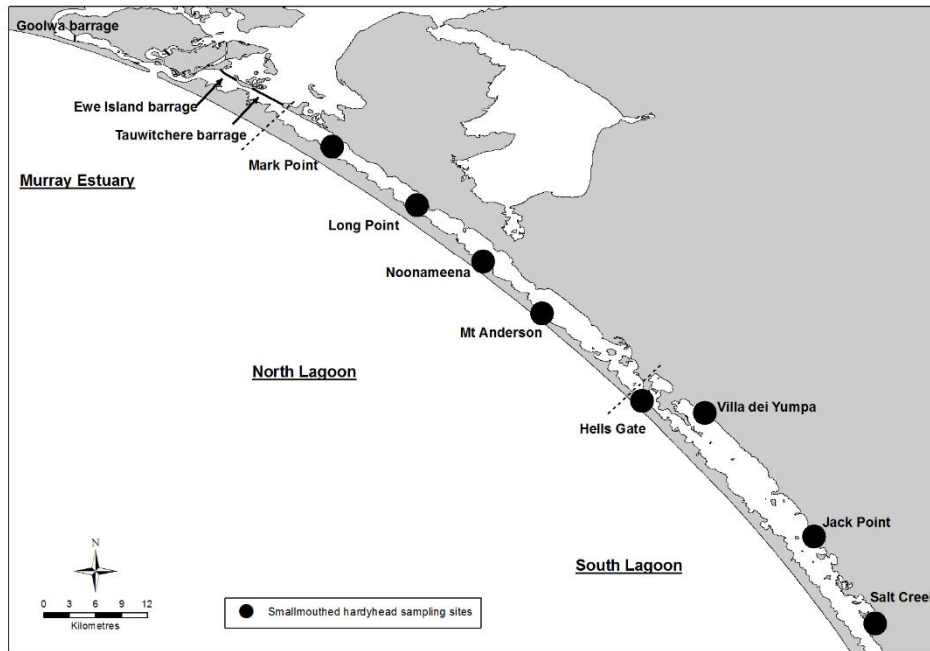 Goolwa barrage
Ewe Island barrage
Tauwitchere barrage
Mark Point
Murray Estuary
Long Point
Noonameena
Mt Anderson
North Lagoon
Villa dei Yumpa
Hells Gate
Jack Point
South Lagoon
Salt Creek
N
0 3 6 9 12
Kilometres
Smallmouthed hardyhead sampling sites